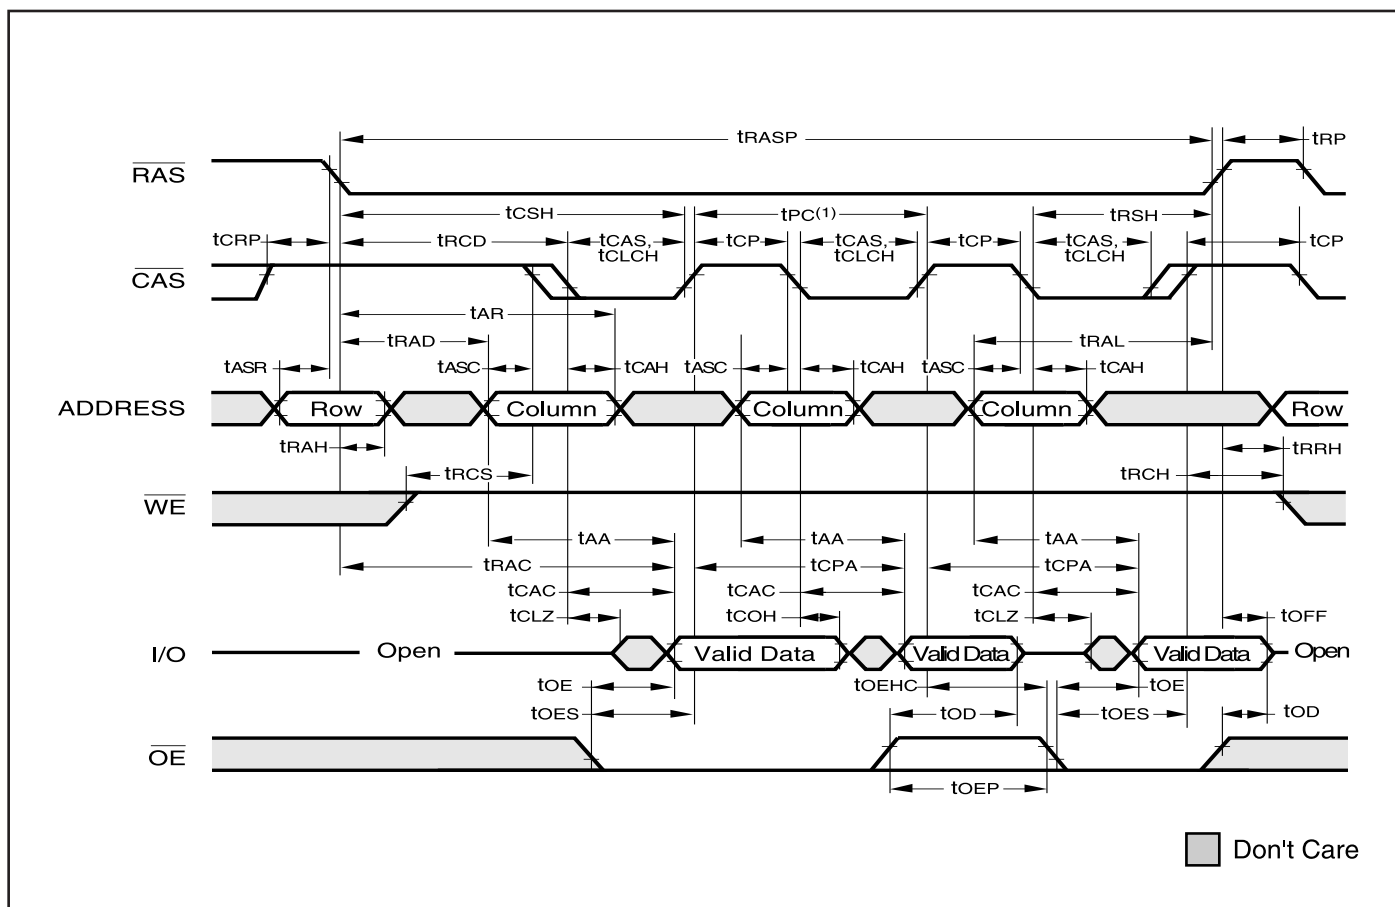 tRASP
tRP
RAS
tCSH
tPC(1)
tRSH
tCRP
tRCD
tCAS,
tCLCH
tCP
tCAS,
tCLCH
tCP
tCAS,
tCLCH
tCP
CAS
tAR
tRAD
tRAL
tASR
tASC
tCAH
tASC
tCAH
tASC
tCAH
ADDRESS
Row
Column
Column
Column
Row
tRAH
tRRH
tRCS
tRCH
WE
tAA
tAA
tAA
tRAC
tCPA
tCPA
tCAC
tCAC
tCAC
tCLZ
tCOH
tCLZ
tOFF
I/O
Open
Valid Data
Valid Data
Valid Data
Open
tOE
tOEHC
tOE
tOES
tOD
tOES
tOD
OE
tOEP
Don't Care